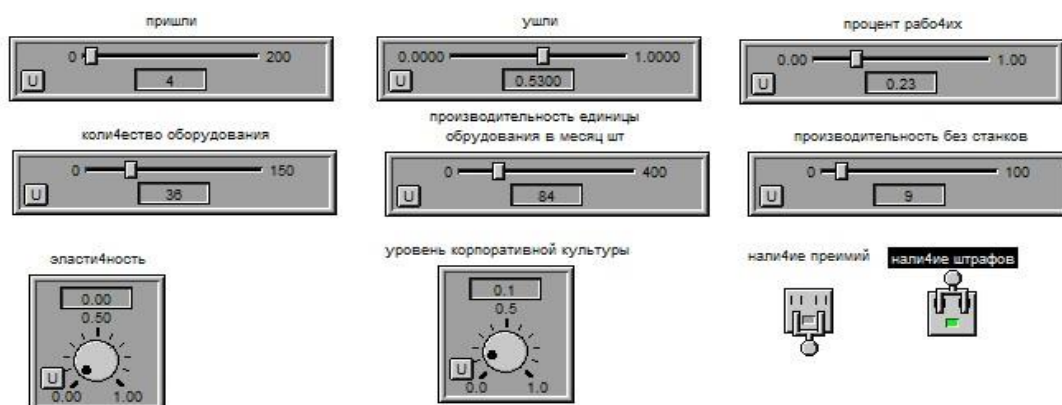 пришли
ушли
процент рабо4их
0 200
0.0000 1.0000
0.00 1.00
U 4
U 0.5300
U 0.23
коли4ество оборудования
производительность единицы
обрудования в месяц шт
производительность без станков
0 150
0 400
0 100
U 36
U 84
U 9
эласти4ность
уровень корпоративной культуры
нали4ие преимий
нали4ие штрафов
0.00
0.50
U
0.00 1.00
0.1
0.5
U
0.0 1.0